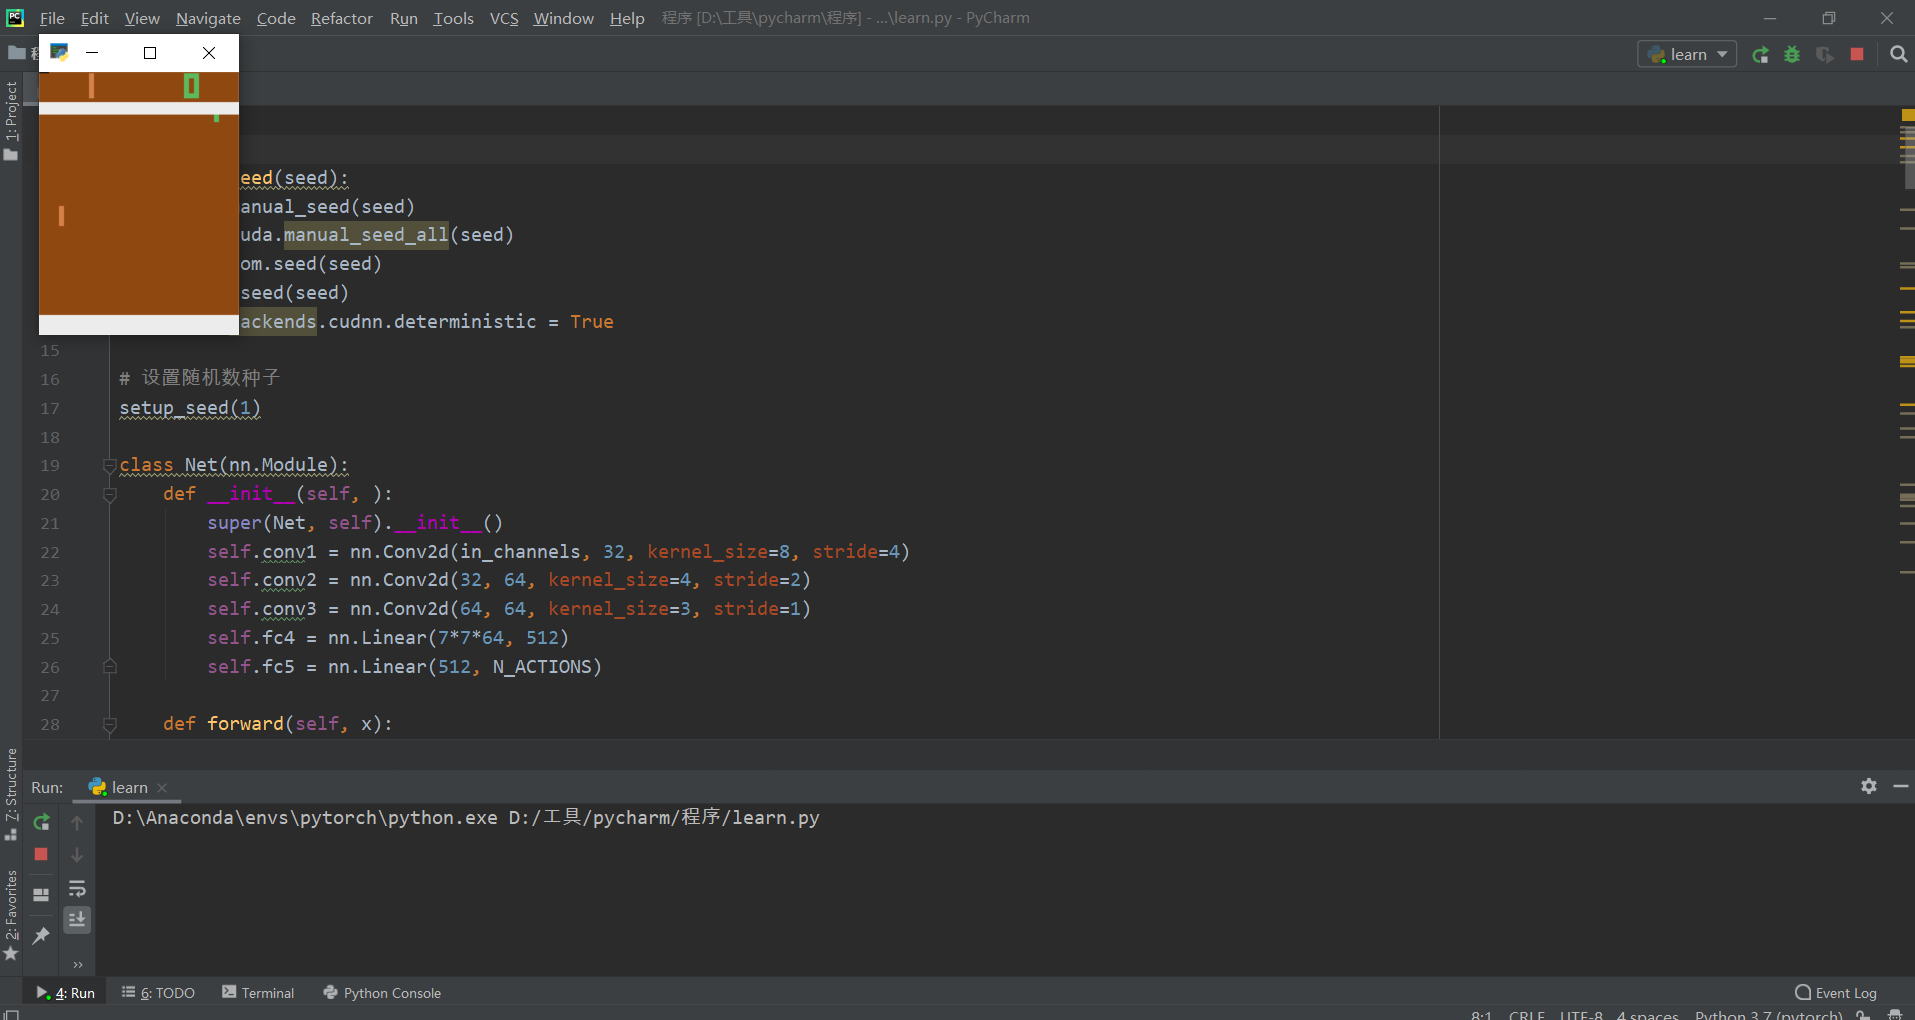 File Edit View Navigate Code Refactor Run Tools VCS Window Help 程序 [D:\工具\pycharm\程序] - ...\learn.py - PyCharm
learn
1: Project
eed(seed):
anual_seed(seed)
uda.manual_seed_all(seed)
om.seed(seed)
seed(seed)
ackends.cudnn.deterministic = True
15
16 # 设置随机数种子
17 setup_seed(1)
18
19 class Net(nn.Module):
20 def __init__(self, ):
21 super(Net, self).__init__()
22 self.conv1 = nn.Conv2d(in_channels, 32, kernel_size=8, stride=4)
23 self.conv2 = nn.Conv2d(32, 64, kernel_size=4, stride=2)
24 self.conv3 = nn.Conv2d(64, 64, kernel_size=3, stride=1)
25 self.fc4 = nn.Linear(7*7*64, 512)
26 self.fc5 = nn.Linear(512, N_ACTIONS)
27
28 def forward(self, x):
Z: Structure
2: Favorites
Run: learn
D:\Anaconda\envs\pytorch\python.exe D:/工具/pycharm/程序/learn.py
4: Run 6: TODO Terminal Python Console Event Log
8:1 CRLF UTF-8 4 spaces Python 3.7 (pytorch)